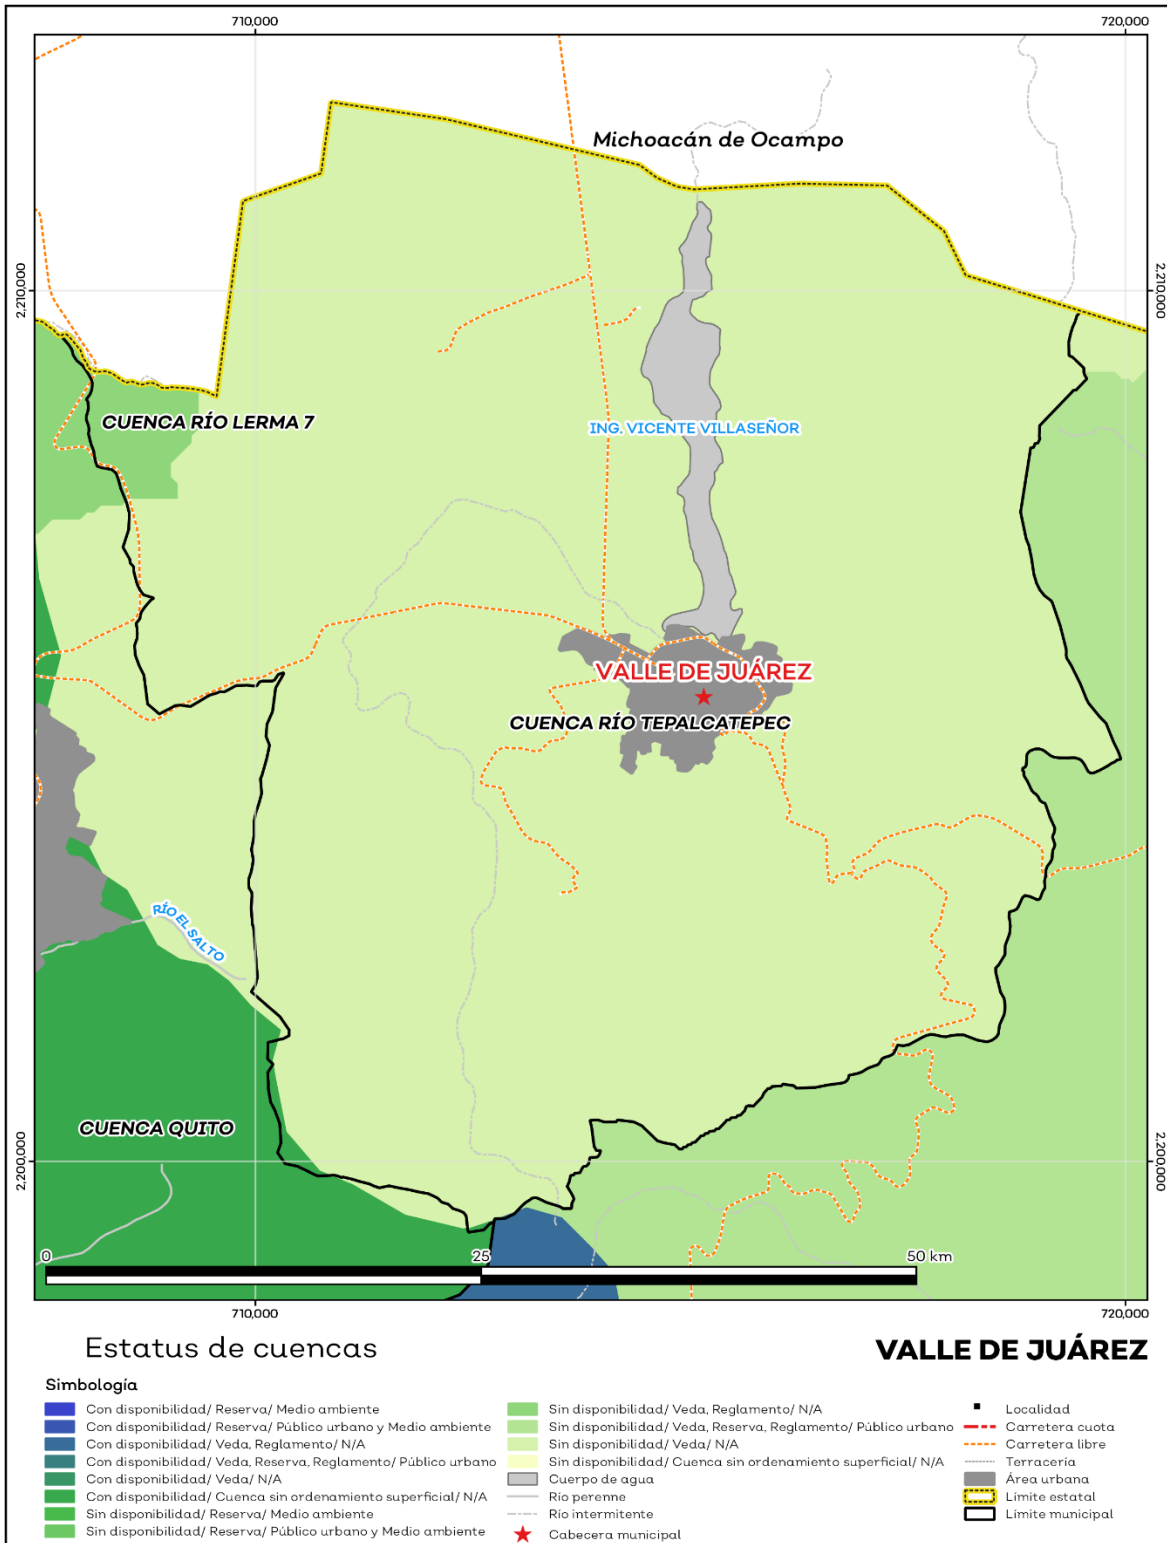 710,000
720,000
Michoacán de Ocampo
2,210,000
2,210,000
CUENCA RÍO LERMA 7
ING. VICENTE VILLASEÑOR
VALLE DE JUÁREZ
CUENCA RÍO TEPALCATEPEC
RÍO EL SALTO
CUENCA QUITO
2,200,000
2,200,000
0
25
50 km
710,000
720,000
Estatus de cuencas
VALLE DE JUÁREZ
Simbología
Con disponibilidad/ Reserva/ Medio ambiente
Con disponibilidad/ Reserva/ Público urbano y Medio ambiente
Con disponibilidad/ Veda, Reglamento/ N/A
Con disponibilidad/ Veda, Reserva, Reglamento/ Público urbano
Con disponibilidad/ Veda/ N/A
Con disponibilidad/ Cuenca sin ordenamiento superficial/ N/A
Sin disponibilidad/ Reserva/ Medio ambiente
Sin disponibilidad/ Reserva/ Público urbano y Medio ambiente
Sin disponibilidad/ Veda, Reglamento/ N/A
Sin disponibilidad/ Veda, Reserva, Reglamento/ Público urbano
Sin disponibilidad/ Veda/ N/A
Sin disponibilidad/ Cuenca sin ordenamiento superficial/ N/A
Cuerpo de agua
Río perenne
Río intermitente
Cabecera municipal
Localidad
Carretera cuota
Carretera libre
Terracería
Área urbana
Límite estatal
Límite municipal